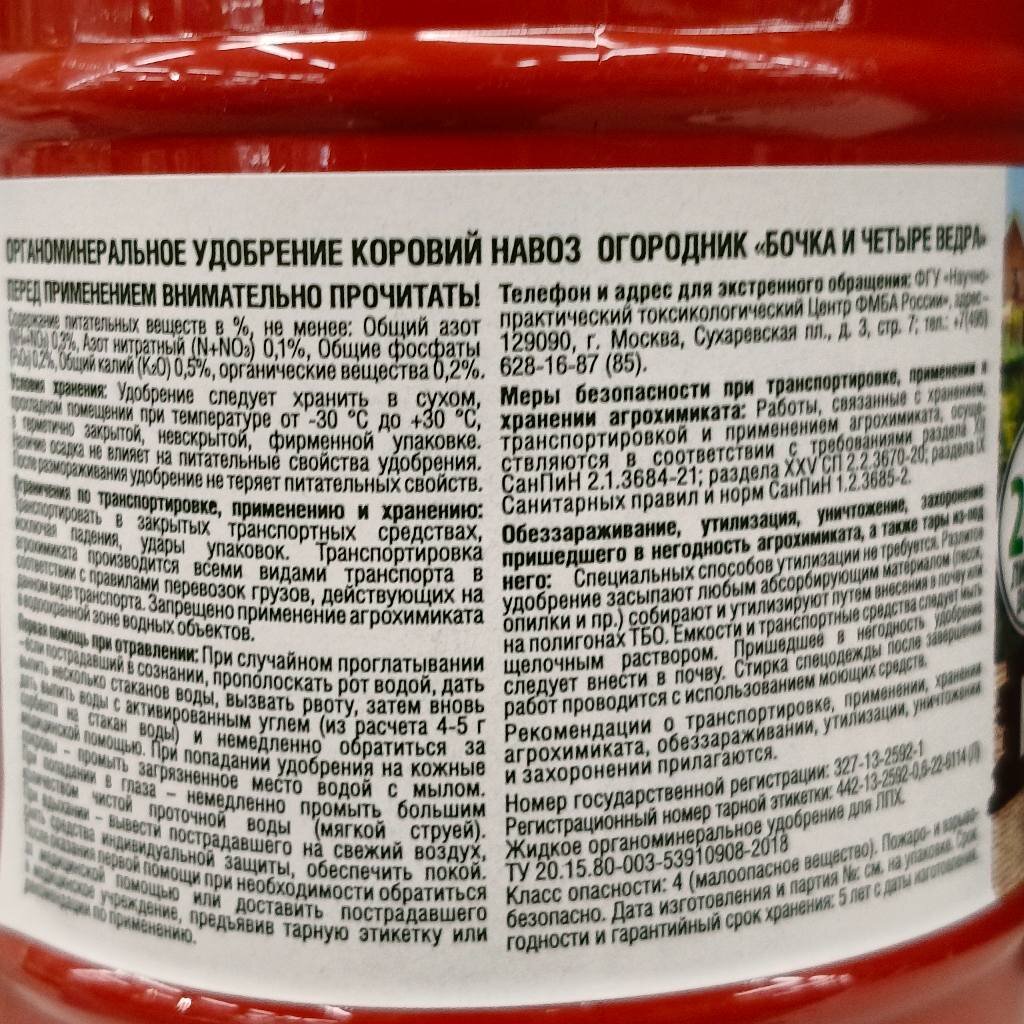 ОРГАНОМИНЕРАЛЬНОЕ УДОБРЕНИЕ КОРОВИЙ НАВОЗ ОГОРОДНИК «БОЧКА И ЧЕТЫРЕ ВЕДРА»
ПЕРЕД ПРИМЕНЕНИЕМ ВНИМАТЕЛЬНО ПРОЧИТАТЬ!
Содержание питательных веществ в %, не менее: Общий азот
0,3%, Азот нитратный (N+NO₃) 0,1%, Общие фосфаты
(P₂O₅) 0,2%, Общий калий (K₂O) 0,5%, органические вещества 0,2%.
Условия хранения: Удобрение следует хранить в сухом,
прохладном помещении при температуре от -30 °С до +30 °С,
в герметично закрытой, невскрытой, фирменной упаковке.
Наличие осадка не влияет на питательные свойства удобрения.
После размораживания удобрение не теряет питательных свойств.
Ограничения по транспортировке, применению и хранению:
Транспортировать в закрытых транспортных средствах,
исключая падения, удары упаковок. Транспортировка
агрохимиката производится всеми видами транспорта в
соответствии с правилами перевозок грузов, действующих на
данном виде транспорта. Запрещено применение агрохимиката
в водоохранной зоне водных объектов.
Первая помощь при отравлении: При случайном проглатывании
- если пострадавший в сознании, прополоскать рот водой, дать
выпить несколько стаканов воды, вызвать рвоту, затем вновь
дать выпить воды с активированным углем (из расчета 4-5 г
сорбента на стакан воды) и немедленно обратиться за
медицинской помощью. При попадании удобрения на кожные
покровы – промыть загрязненное место водой с мылом.
При попадании в глаза – немедленно промыть большим
количеством чистой проточной воды (мягкой струей).
При вдыхании – вывести пострадавшего на свежий воздух,
снять средства индивидуальной защиты, обеспечить покой.
После оказания первой помощи при необходимости обратиться
за медицинской помощью или доставить пострадавшего
в медицинское учреждение, предъявив тарную этикетку или
рекомендации по применению.
Телефон и адрес для экстренного обращения: ФГУ «Научно-
практический токсикологический Центр ФМБА России», адрес–
129090, г. Москва, Сухаревская пл., д. 3, стр. 7; тел.: +7(495)
628-16-87 (85).
Меры безопасности при транспортировке, применении и
хранении агрохимиката: Работы, связанные с хранением,
транспортировкой и применением агрохимиката, осуще-
ствляются в соответствии с требованиями раздела XII
СанПиН 2.1.3684-21; раздела XXV СП 2.2.3670-20; раздела IX
Санитарных правил и норм СанПиН 1.2.3685-2.
Обеззараживание, утилизация, уничтожение, захоронение
пришедшего в негодность агрохимиката, а также тары из-под
него: Специальных способов утилизации не требуется. Разлитое
удобрение засыпают любым абсорбирующим материалом (песок,
опилки и пр.) собирают и утилизируют путем внесения в почву или
на полигонах ТБО. Емкости и транспортные средства следует мыть
щелочным раствором. Пришедшее в негодность удобрение
следует внести в почву. Стирка спецодежды после завершения
работ проводится с использованием моющих средств.
Рекомендации о транспортировке, применении, хранении
агрохимиката, обеззараживании, утилизации, уничтожении
и захоронении прилагаются.
Номер государственной регистрации: 327-13-2592-1
Регистрационный номер тарной этикетки: 442-13-2592-0,6-22-6114
Жидкое органоминеральное удобрение для ЛПХ.
ТУ 20.15.80-003-53910908-2018
Класс опасности: 4 (малоопасное вещество). Пожаро- и взрыво-
безопасно. Дата изготовления и партия №: см. на упаковке. Срок
годности и гарантийный срок хранения: 5 лет с даты изготовления.